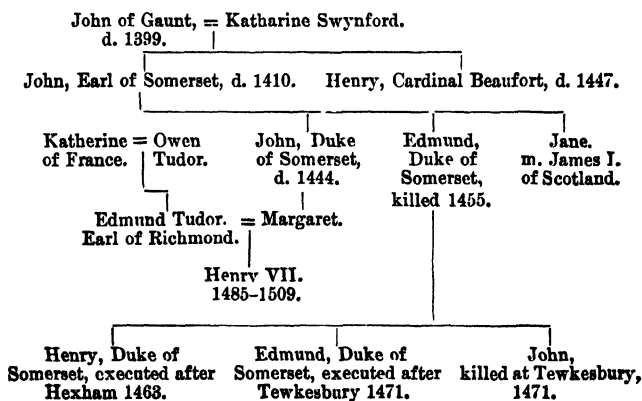 John of Gaunt, = Katharine Swynford.
d. 1399.
John, Earl of Somerset, d. 1410. Henry, Cardinal Beaufort, d. 1447.
Katherine = Owen John, Duke Edmund, Jane.
of France. Tudor. of Somerset, Duke of m. James I.
d. 1444. Somerset, of Scotland.
killed 1455.
Edmund Tudor. = Margaret.
Earl of Richmond.
Henry VII.
1485-1509.
Henry, Duke of Edmund, Duke of John,
Somerset, executed after Somerset, executed after killed at Tewkesbury,
Hexham 1463. Tewkesbury 1471. 1471.